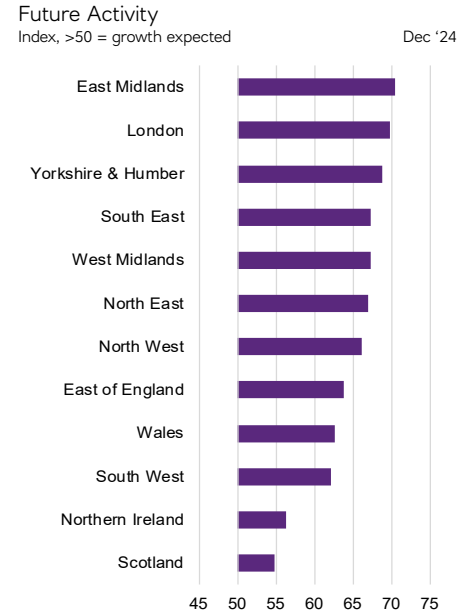 Future Activity
Index, >50 = growth expected
Dec ‘24
East Midlands
London
Yorkshire & Humber
South East
West Midlands
North East
North West
East of England
Wales
South West
Northern Ireland
Scotland
45 50 55 60 65 70 75